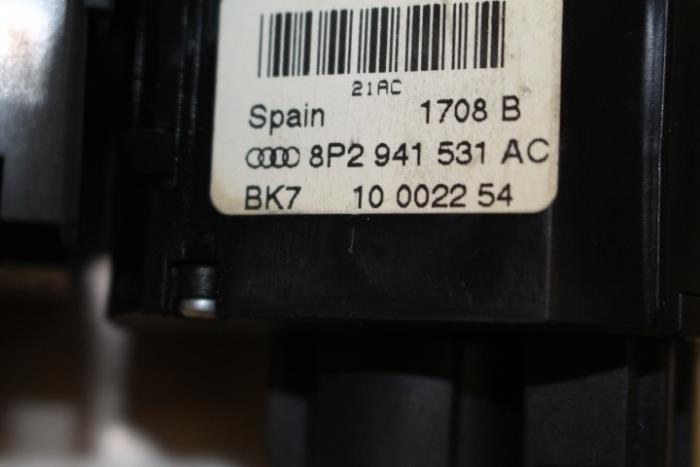 21AC
Spain 1708 B
8P2 941 531 AC
BK7 10 0022 54